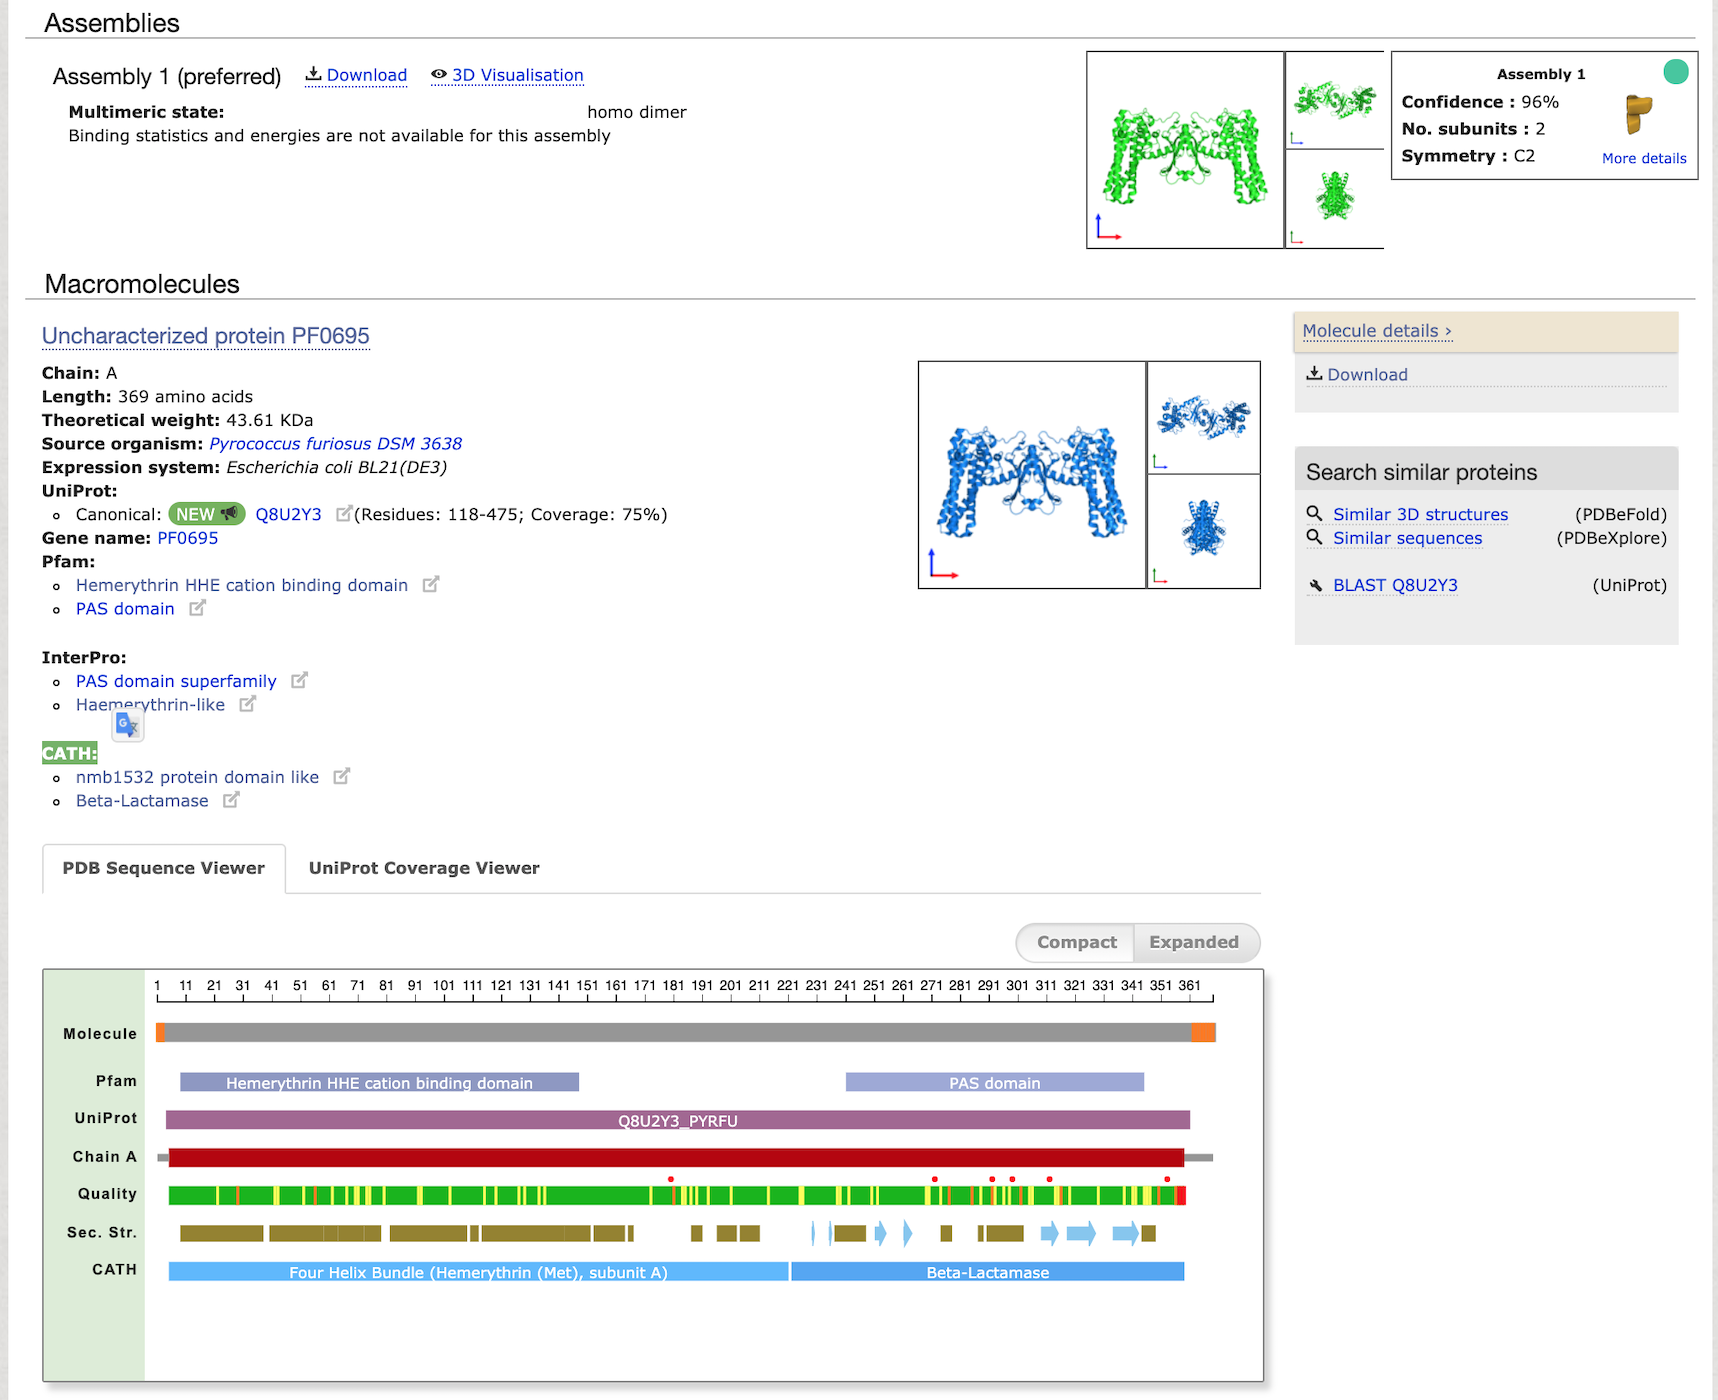 Assemblies
Assembly 1 (preferred) Download 3D Visualisation
Multimeric state: homo dimer
Binding statistics and energies are not available for this assembly
Assembly 1
Confidence : 96%
No. subunits : 2
Symmetry : C2
More details
Macromolecules
Uncharacterized protein PF0695
Chain: A
Length: 369 amino acids
Theoretical weight: 43.61 KDa
Source organism: Pyrococcus furiosus DSM 3638
Expression system: Escherichia coli BL21(DE3)
UniProt:
Canonical: NEW Q8U2Y3 (Residues: 118-475; Coverage: 75%)
Gene name: PF0695
Pfam:
Hemerythrin HHE cation binding domain
PAS domain
InterPro:
PAS domain superfamily
Haemerythrin-like
G
CATH:
nmb1532 protein domain like
Beta-Lactamase
Molecule details ›
Download
Search similar proteins
Similar 3D structures (PDBeFold)
Similar sequences (PDBeXplore)
BLAST Q8U2Y3 (UniProt)
PDB Sequence Viewer UniProt Coverage Viewer
Compact Expanded
1 11 21 31 41 51 61 71 81 91 101 111 121 131 141 151 161 171 181 191 201 211 221 231 241 251 261 271 281 291 301 311 321 331 341 351 361
Molecule
Pfam Hemerythrin HHE cation binding domain PAS domain
UniProt Q8U2Y3_PYRFU
Chain A
Quality
Sec. Str.
CATH Four Helix Bundle (Hemerythrin (Met), subunit A) Beta-Lactamase